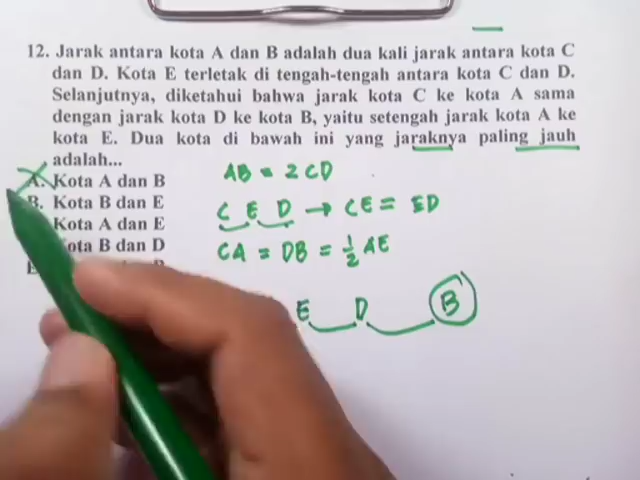 12. Jarak antara kota A dan B adalah dua kali jarak antara kota C
dan D. Kota E terletak di tengah-tengah antara kota C dan D.
Selanjutnya, diketahui bahwa jarak kota C ke kota A sama
dengan jarak kota D ke kota B, yaitu setengah jarak kota A ke
kota E. Dua kota di bawah ini yang jaraknya paling jauh
adalah...
A. Kota A dan B
B. Kota B dan E
Kota A dan E
ota B dan D
AB = 2 CD
C E D → CE = ED
CA = DB = 1/2 AE
E D B